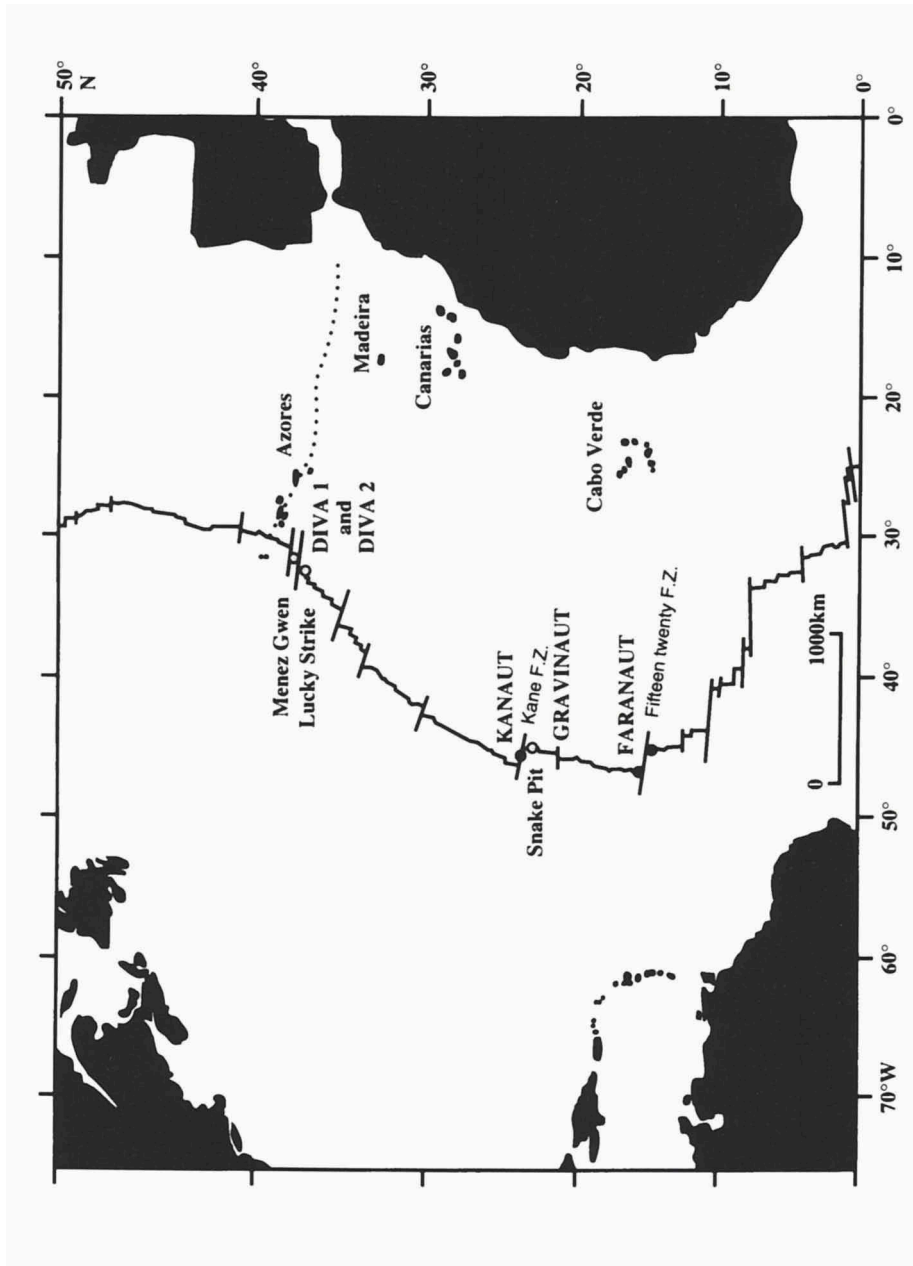 50°
N
40°
30°
20°
10°
0°
Azores
Madeira
Canarias
Cabo Verde
DIVA 1
and
DIVA 2
Menez Gwen
Lucky Strike
KANAUT
Kane F.Z.
Snake Pit
GRAVINAUT
FARANAUT
Fifteen twenty F.Z.
0
1000km
70°W
60°
50°
40°
30°
20°
10°
0°